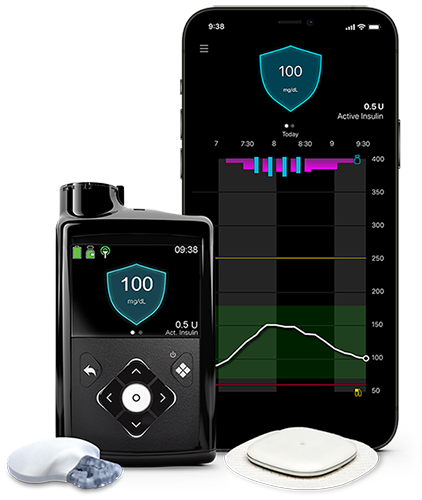 9:38
100
mg/dL
0.5 U
Active Insulin
Today
7 7:30 8 8:30 9 9:30
400
350
300
250
200
150
100
50
09:38
100
mg/dL
0.5 U
Act. Insulin